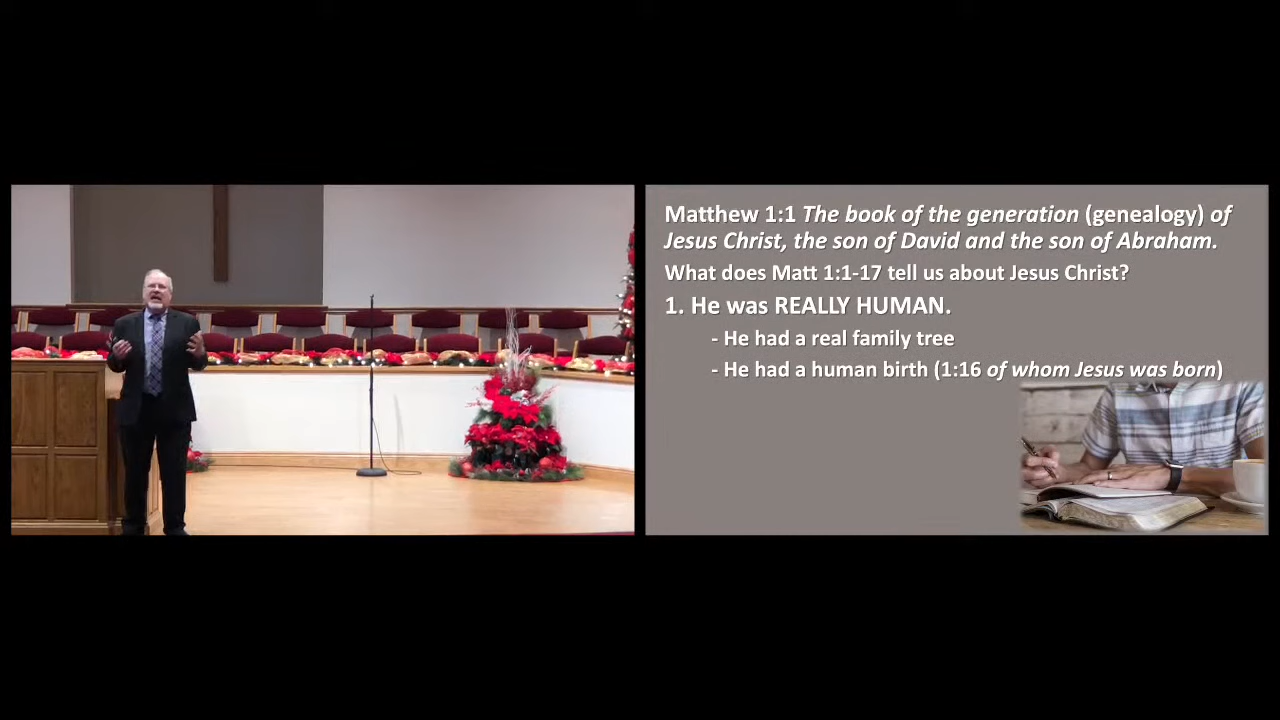 Matthew 1:1 The book of the generation (genealogy) of
Jesus Christ, the son of David and the son of Abraham.
What does Matt 1:1-17 tell us about Jesus Christ?
1. He was REALLY HUMAN.
- He had a real family tree
- He had a human birth (1:16 of whom Jesus was born)